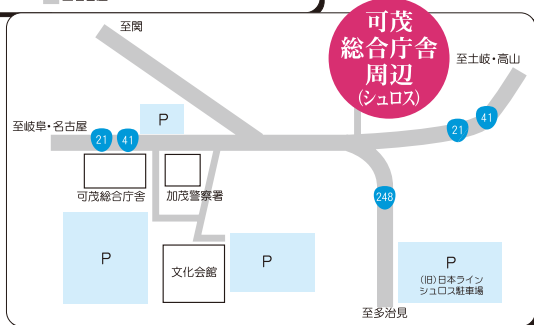 可茂
総合庁舎
周辺
(シュロス)
至関
至土岐・高山
至岐阜・名古屋
P
21
41
21
41
可茂総合庁舎
加茂警察署
248
P
文化会館
P
P
(旧)日本ライン
シュロス駐車場
至多治見